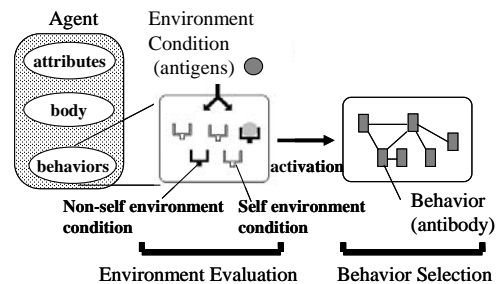 Agent
attributes
body
behaviors
Environment
Condition
(antigens)
activation
Non-self environment
condition
Self environment
condition
Behavior
(antibody)
Environment Evaluation
Behavior Selection